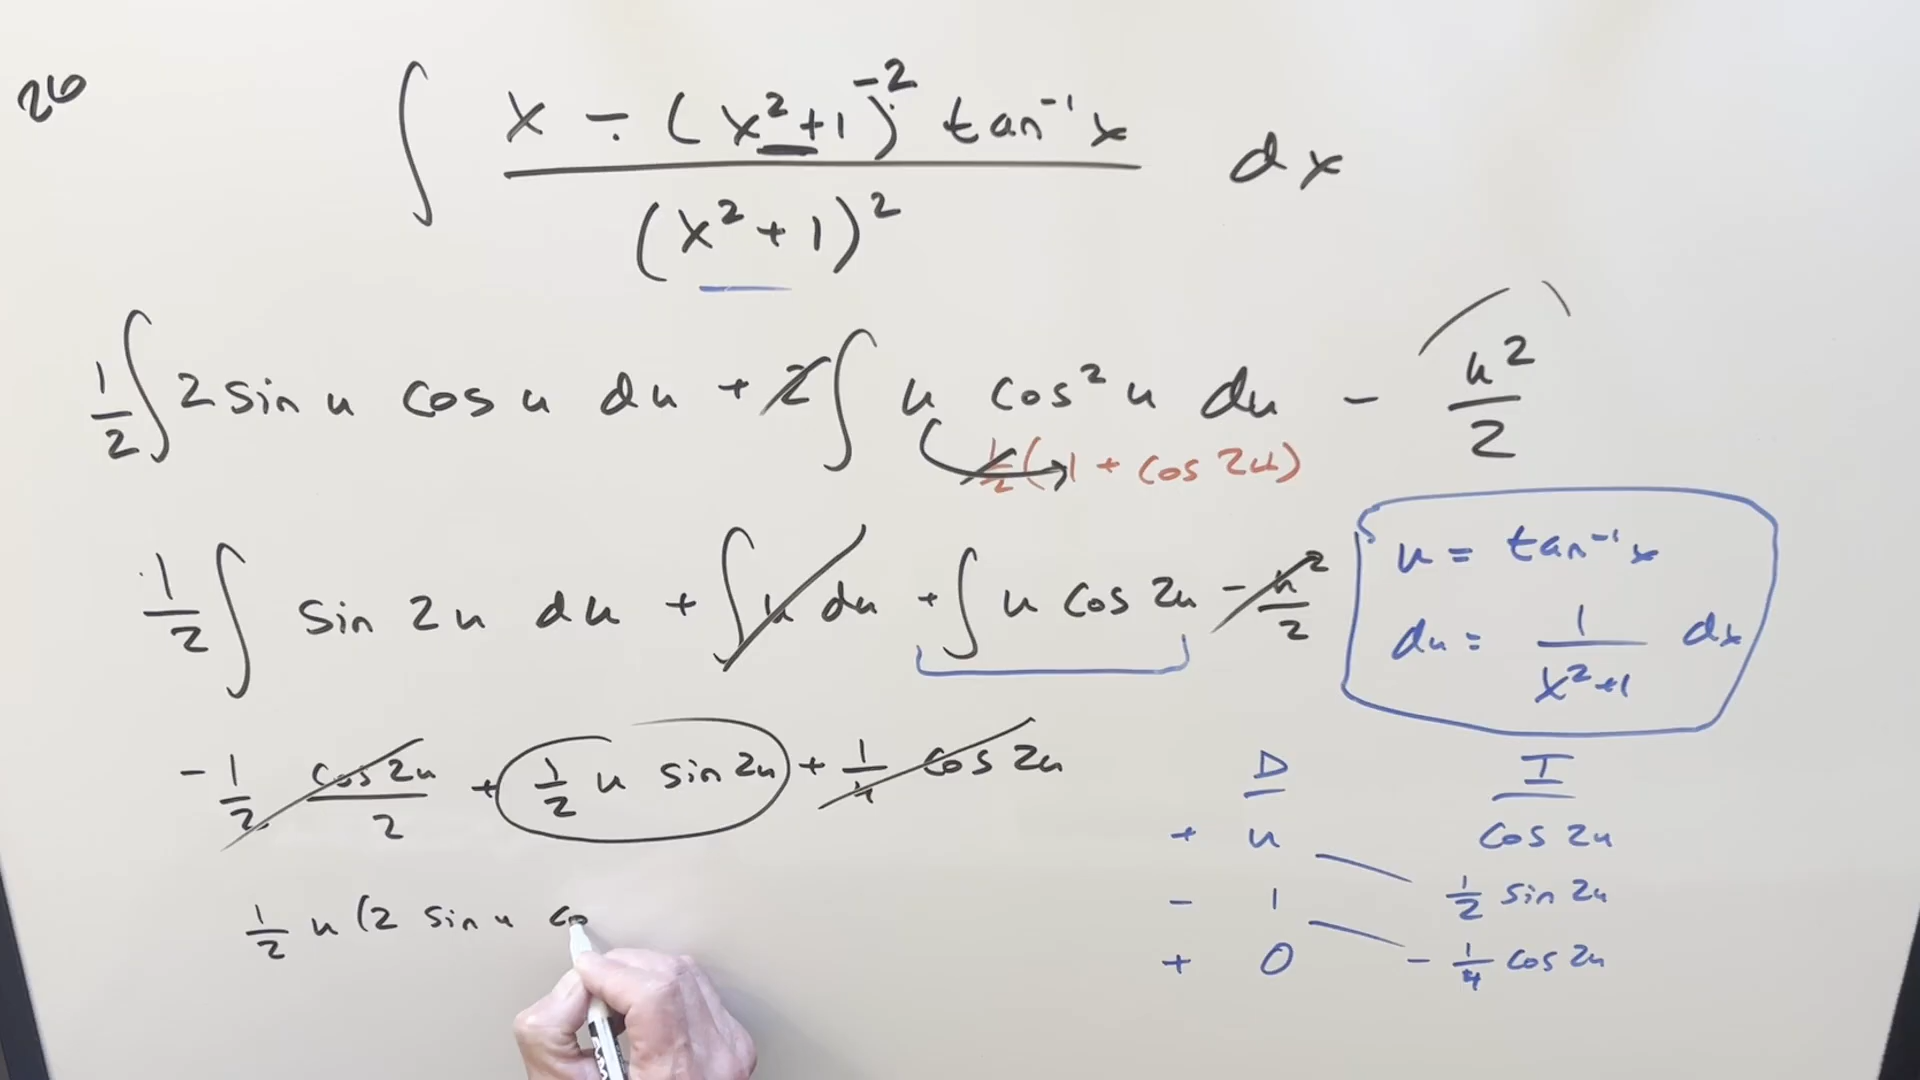 26
∫ x ÷ (x²+1)⁻² tan⁻¹x / (x²+1)² dx
1/2 ∫ 2 sin u cos u du + 2 ∫ u cos² u du - u²/2
1/2 (1 + cos 2u)
1/2 ∫ sin 2u du + ∫ u du + ∫ u cos 2u - u²/2
u = tan⁻¹x
du = 1/(x²+1) dx
- 1/2 cos 2u / 2 + 1/2 u sin 2u + 1/4 cos 2u
1/2 u (2 sin u co
D I
+ u cos 2u
- 1 1/2 sin 2u
+ 0 - 1/4 cos 2u